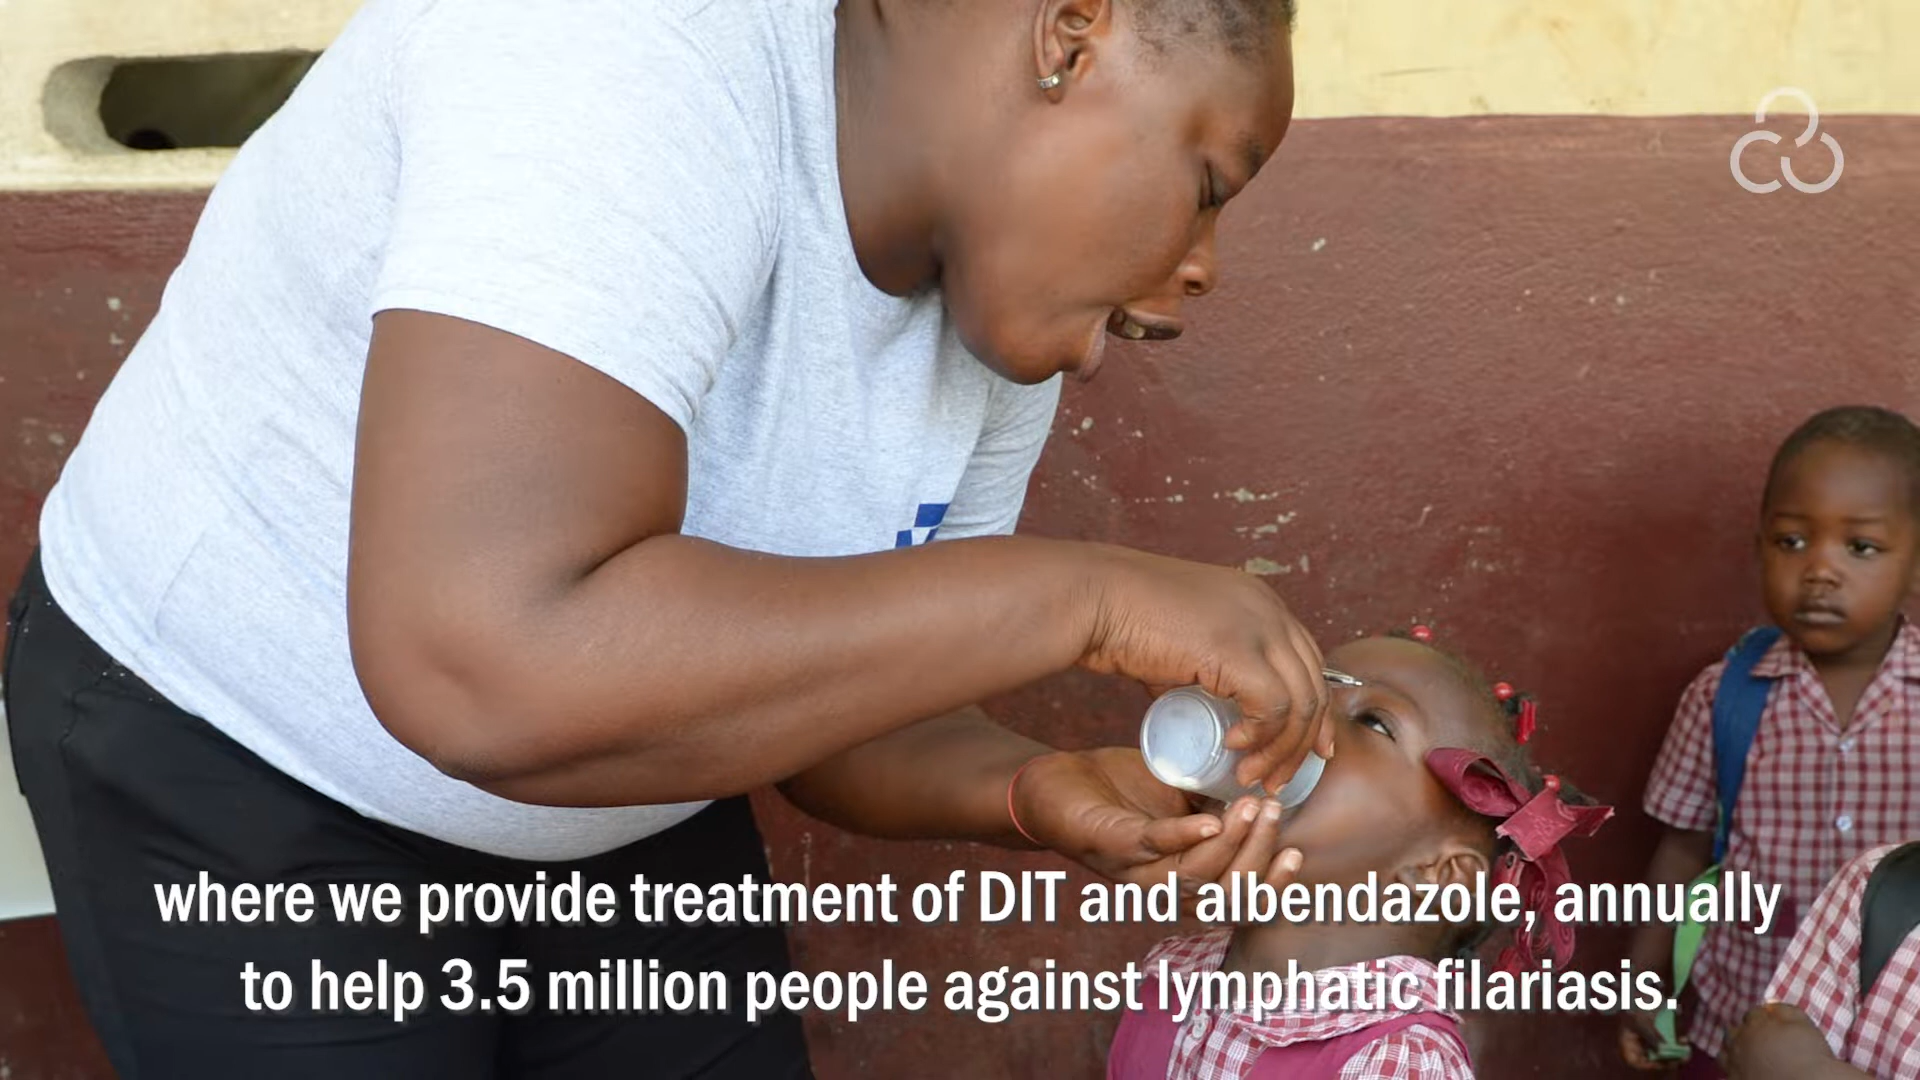 where we provide treatment of DIT and albendazole, annually
to help 3.5 million people against lymphatic filariasis.